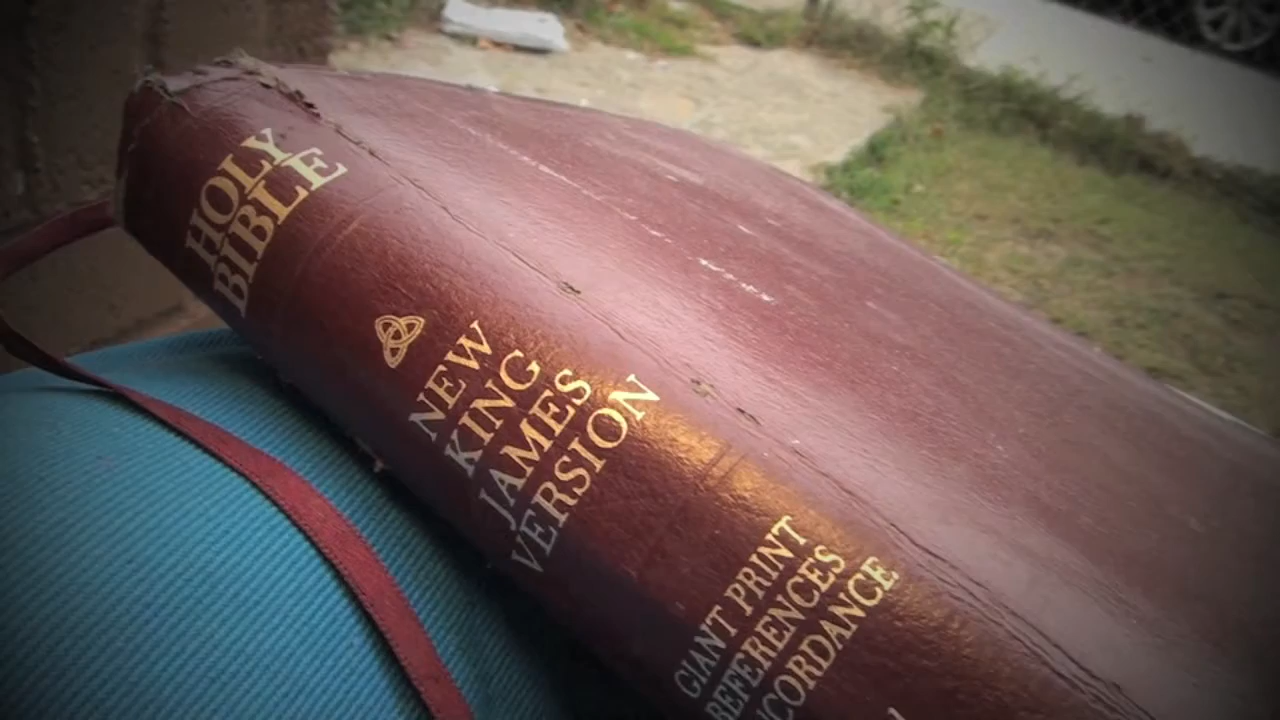 HOLY
BIBLE
NEW
KING
JAMES
VERSION
GIANT PRINT
REFERENCES
CONCORDANCE